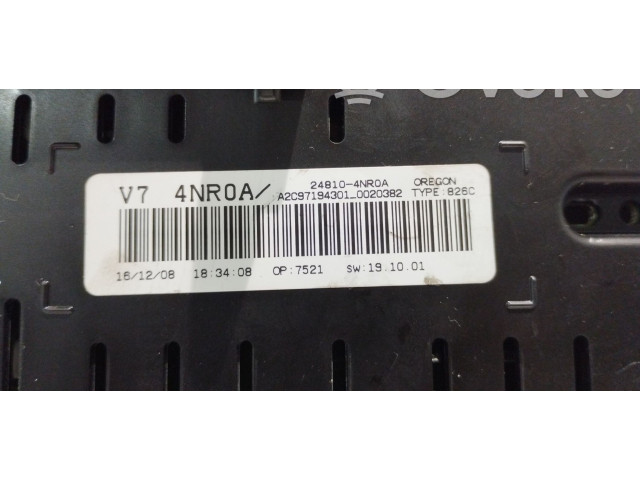 24810-4NR0A OREGON
V7 4NR0A/ A2C97194301_0020382 TYPE:826C
16/12/08 18:34:08 OP:7521 SW:19.10.01